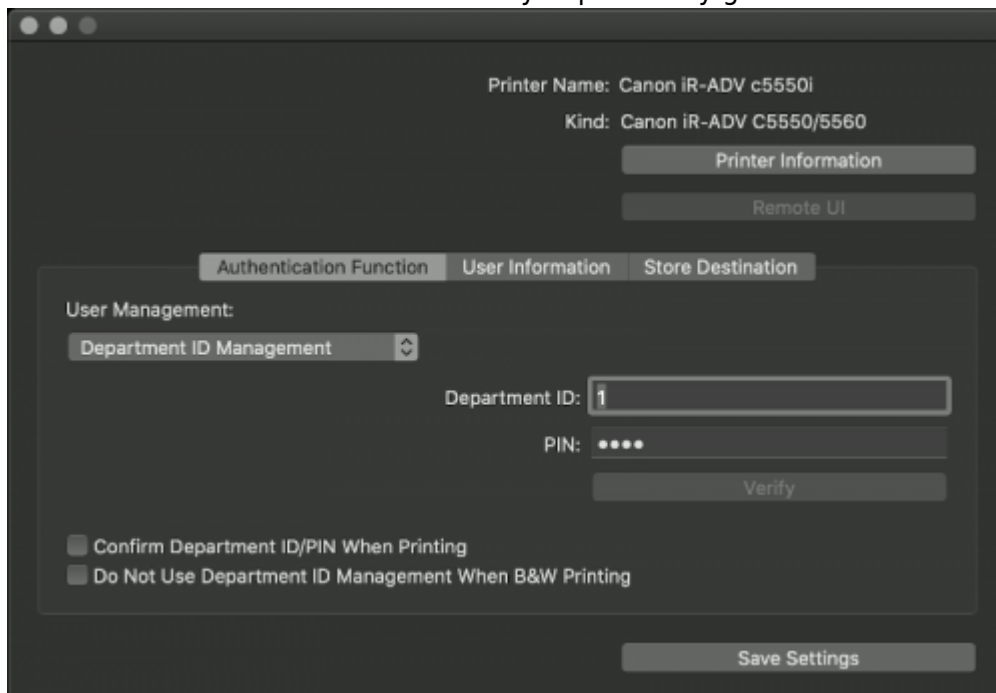 Printer Name: Canon iR-ADV c5550i
Kind: Canon iR-ADV C5550/5560
Printer Information
Remote UI
Authentication Function User Information Store Destination
User Management:
Department ID Management
Department ID: 1
PIN: ••••
Verify
Confirm Department ID/PIN When Printing
Do Not Use Department ID Management When B&W Printing
Save Settings